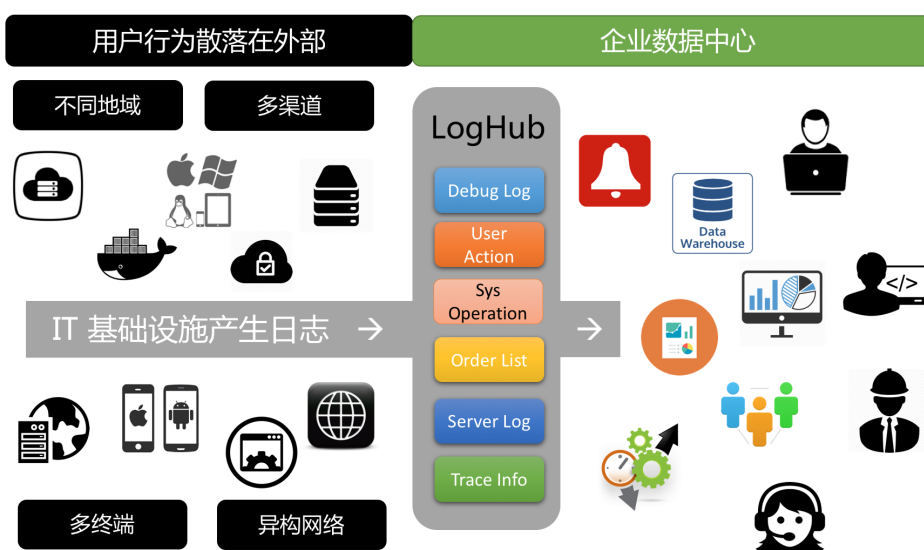 用户行为散落在外部
企业数据中心
不同地域
多渠道
LogHub
Debug Log
User
Action
Sys
Operation
Order List
Server Log
Trace Info
Data
Warehouse
</>
IT 基础设施产生日志 →
→
多终端
异构网络